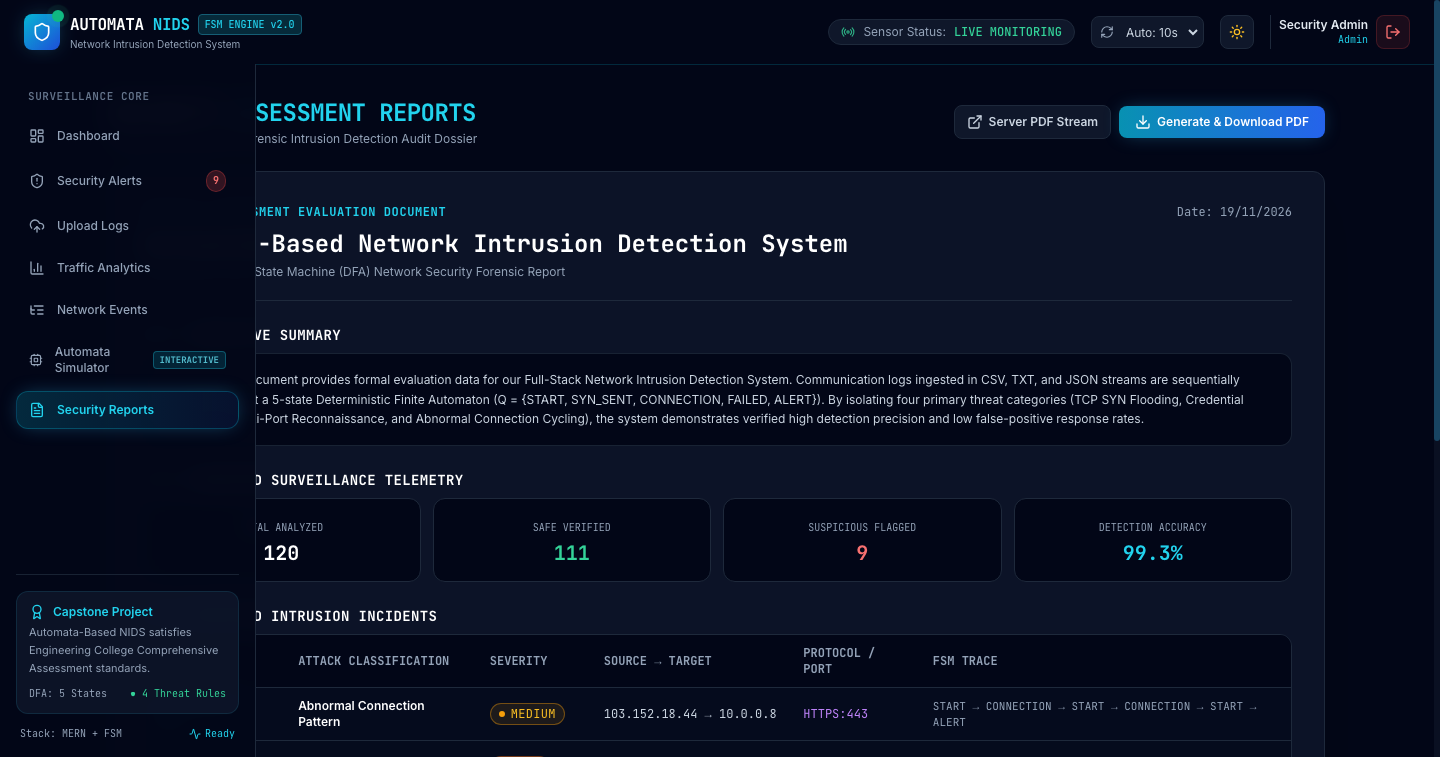 AUTOMATA NIDS
FSM ENGINE v2.0
Network Intrusion Detection System
Sensor Status: LIVE MONITORING
Auto: 10s
Security Admin
Admin
SURVEILLANCE CORE
Dashboard
Security Alerts
9
Upload Logs
Traffic Analytics
Network Events
Automata
Simulator
INTERACTIVE
Security Reports
Capstone Project
Automata-Based NIDS satisfies
Engineering College Comprehensive
Assessment standards.
DFA: 5 States
4 Threat Rules
Stack: MERN + FSM
Ready
SESSMENT REPORTS
rensic Intrusion Detection Audit Dossier
Server PDF Stream
Generate & Download PDF
SMENT EVALUATION DOCUMENT
Date: 19/11/2026
-Based Network Intrusion Detection System
State Machine (DFA) Network Security Forensic Report
VE SUMMARY
cument provides formal evaluation data for our Full-Stack Network Intrusion Detection System. Communication logs ingested in CSV, TXT, and JSON streams are sequentially
t a 5-state Deterministic Finite Automaton (Q = {START, SYN_SENT, CONNECTION, FAILED, ALERT}). By isolating four primary threat categories (TCP SYN Flooding, Credential
i-Port Reconnaissance, and Abnormal Connection Cycling), the system demonstrates verified high detection precision and low false-positive response rates.
D SURVEILLANCE TELEMETRY
TAL ANALYZED
120
SAFE VERIFIED
111
SUSPICIOUS FLAGGED
9
DETECTION ACCURACY
99.3%
D INTRUSION INCIDENTS
ATTACK CLASSIFICATION
SEVERITY
SOURCE → TARGET
PROTOCOL /
PORT
FSM TRACE
Abnormal Connection
Pattern
MEDIUM
103.152.18.44 → 10.0.0.8
HTTPS:443
START → CONNECTION → START → CONNECTION → START →
ALERT